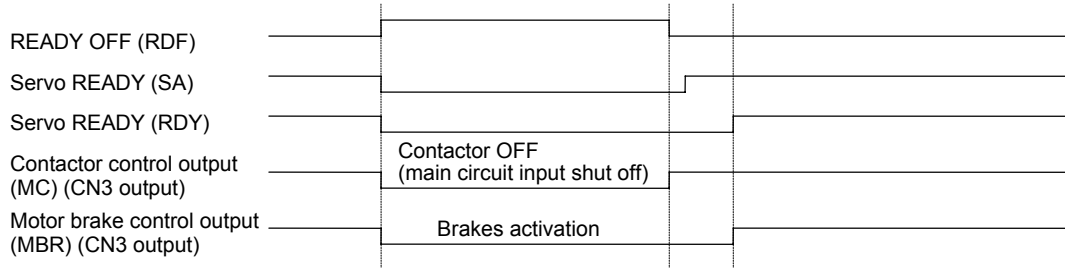 READY OFF (RDF)
Servo READY (SA)
Servo READY (RDY)
Contactor control output
(MC) (CN3 output)
Contactor OFF
(main circuit input shut off)
Motor brake control output
(MBR) (CN3 output)
Brakes activation